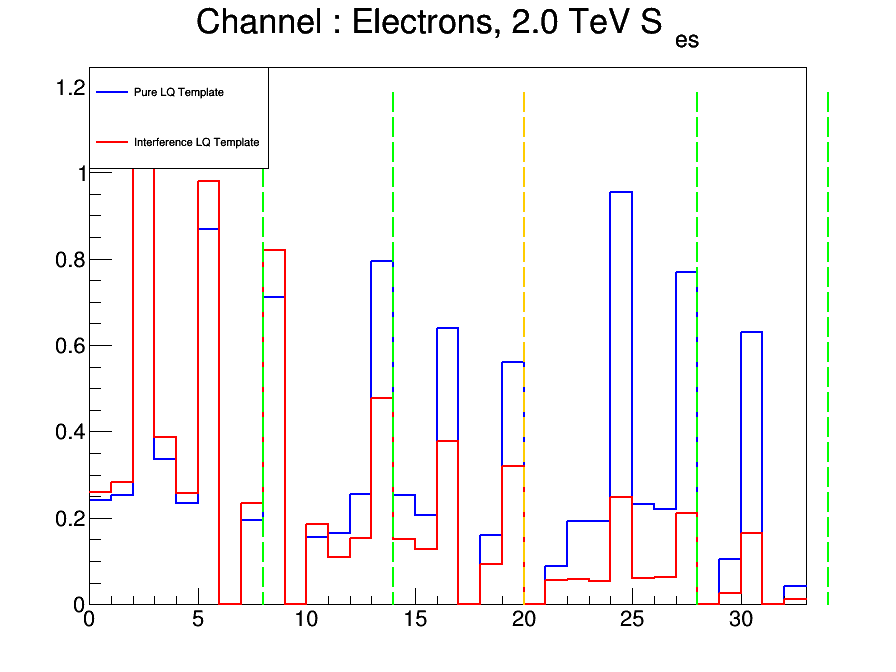 Channel : Electrons, 2.0 TeV S es
Pure LQ Template
Interference LQ Template
1.2
1
0.8
0.6
0.4
0.2
0
0 5 10 15 20 25 30